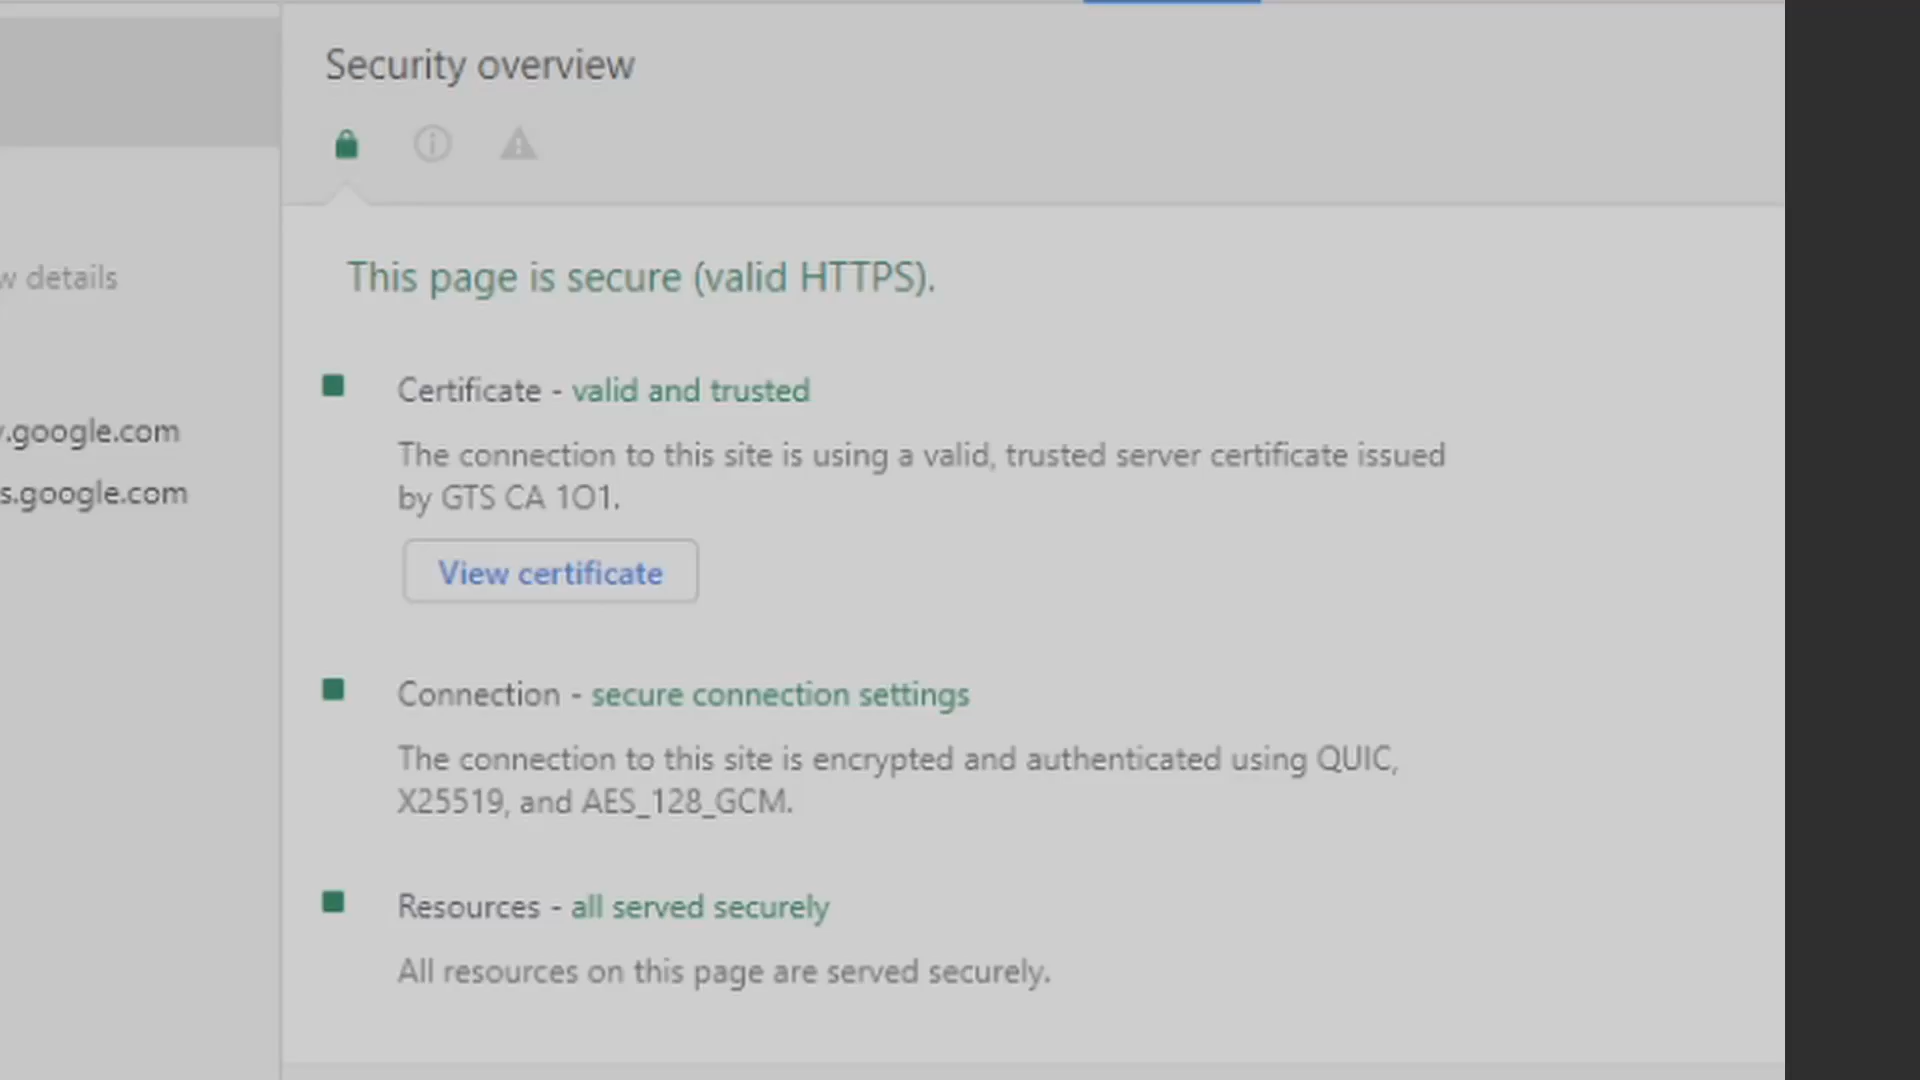 Security overview
This page is secure (valid HTTPS).
w details
Certificate - valid and trusted
.google.com
The connection to this site is using a valid, trusted server certificate issued
by GTS CA 1O1.
s.google.com
View certificate
Connection - secure connection settings
The connection to this site is encrypted and authenticated using QUIC,
X25519, and AES_128_GCM.
Resources - all served securely
All resources on this page are served securely.